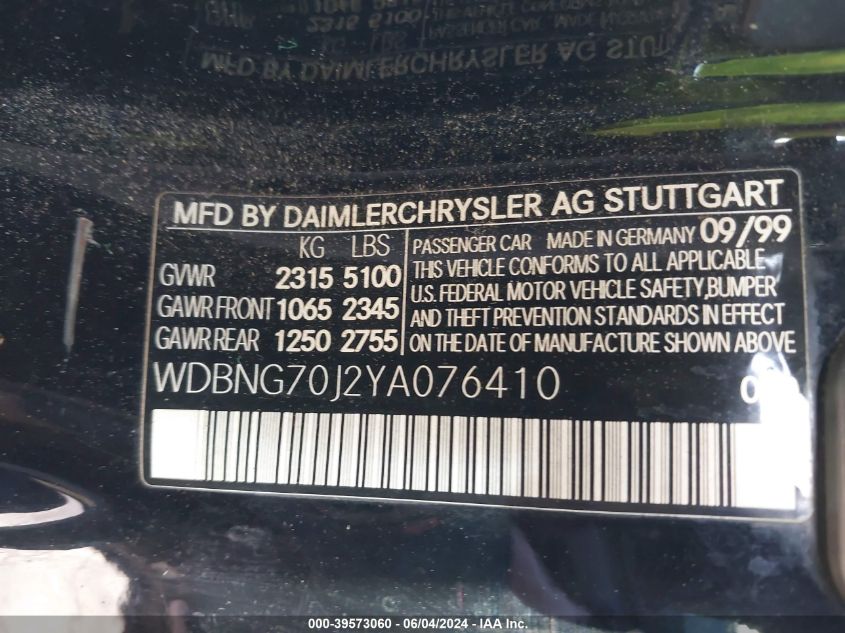 MFD BY DAIMLERCHRYSLER AG STUTTGART
KG LBS
GVWR 2315 5100
GAWR FRONT 1065 2345
GAWR REAR 1250 2755
PASSENGER CAR MADE IN GERMANY 09/99
THIS VEHICLE CONFORMS TO ALL APPLICABLE
U.S. FEDERAL MOTOR VEHICLE SAFETY, BUMPER
AND THEFT PREVENTION STANDARDS IN EFFECT
ON THE DATE OF MANUFACTURE SHOWN ABOVE
WDBNG70J2YA076410
000-39573060 - 06/04/2024 - IAA Inc.